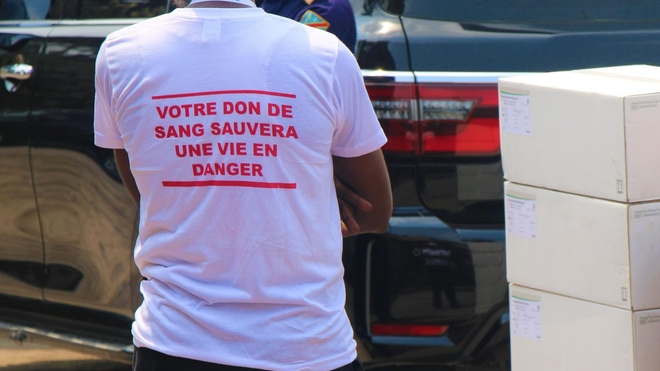 VOTRE DON DE
SANG SAUVERA
UNE VIE EN
DANGER